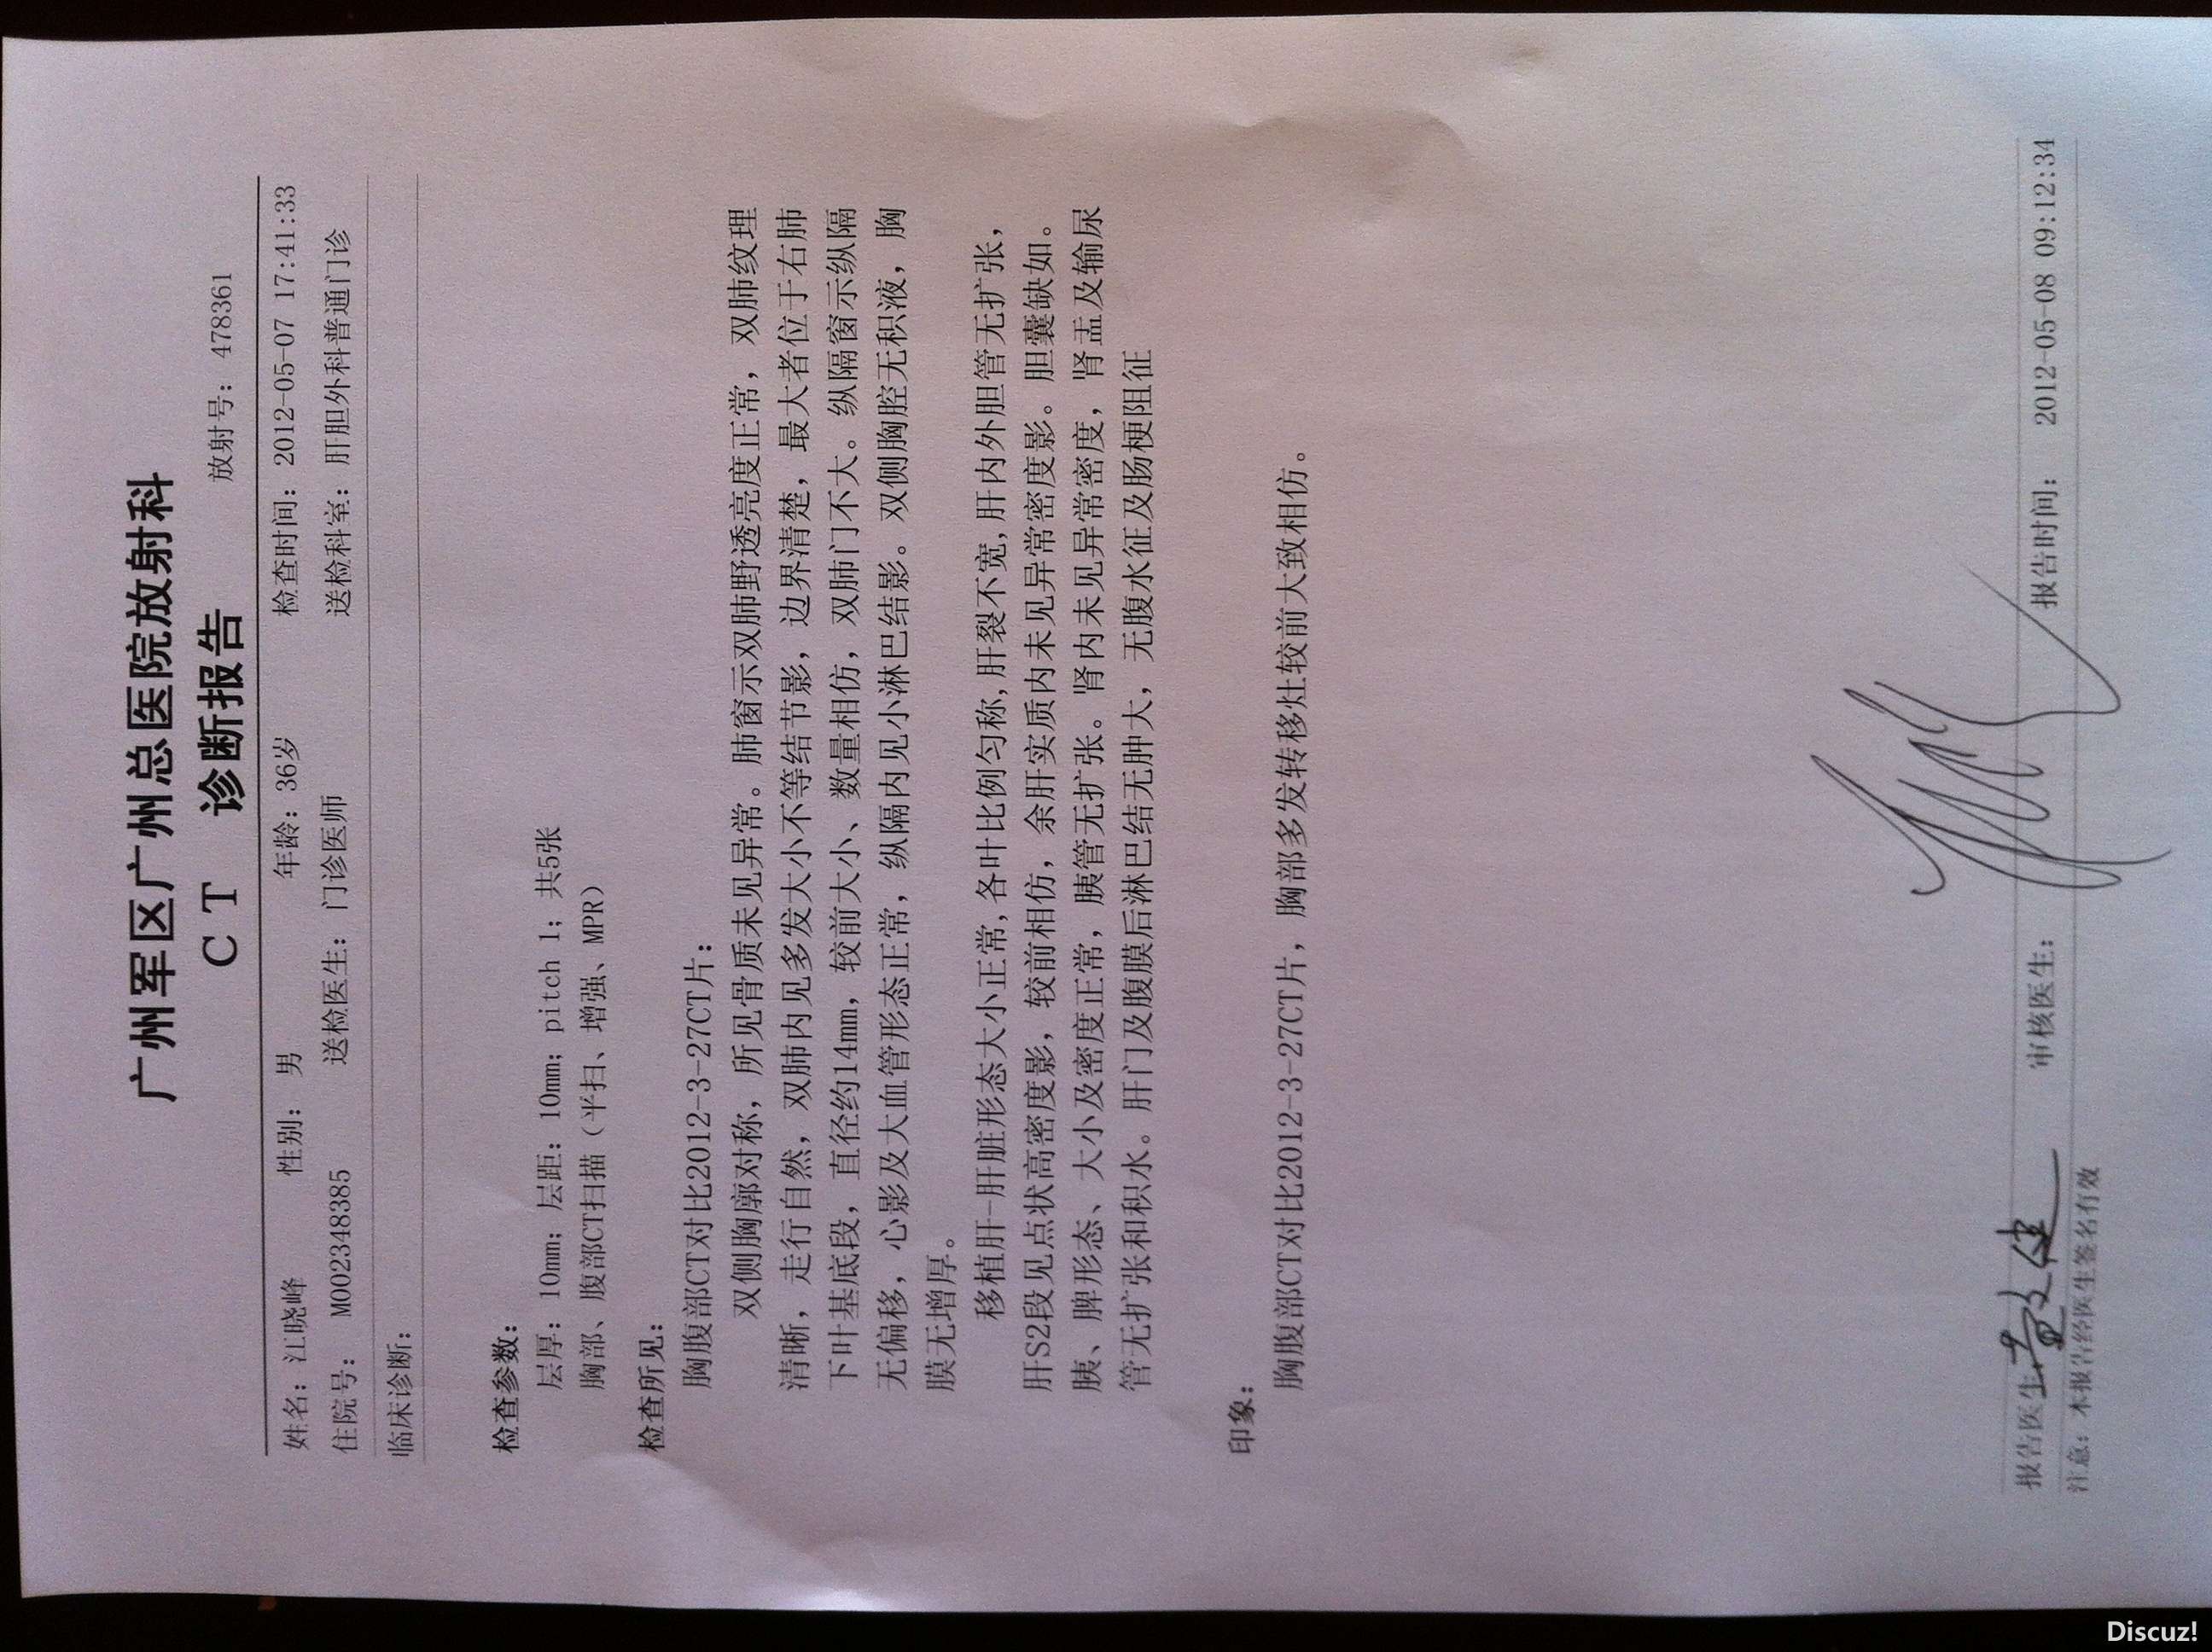 广州军区广州总医院放射科
CT 诊断报告
放射号：478361
姓名：江晓峰 性别：男 年龄：36岁 检查时间：2012-05-07 17:41:33
住院号：M002348385 送检医生：门诊医师 送检科室：肝胆外科普通门诊
临床诊断：
检查参数：
层厚：10mm；层距：10mm；pitch 1；共5张
胸部、腹部CT扫描（平扫、增强、MPR）
检查所见：
胸腹部CT对比2012-3-27CT片：
双侧胸廓对称，所见骨质未见异常。肺窗示双肺野透亮度正常，双肺纹理
清晰，走行自然，双肺内见多发大小不等结节影，边界清楚，最大者位于右肺
下叶基底段，直径约14mm，较前大小、数量相仿，双肺门不大。纵隔窗示纵隔
无偏移，心影及大血管形态正常，纵隔内见小淋巴结影。双侧胸腔无积液，胸
膜无增厚。
移植肝-肝脏形态大小正常,各叶比例匀称,肝裂不宽,肝内外胆管无扩张,
肝S2段见点状高密度影，较前相仿，余肝实质内未见异常密度影。胆囊缺如。
胰、脾形态、大小及密度正常，胰管无扩张。肾内未见异常密度，肾盂及输尿
管无扩张和积水。肝门及腹膜后淋巴结无肿大，无腹水征及肠梗阻征
印象：
胸腹部CT对比2012-3-27CT片，胸部多发转移灶较前大致相仿。
报告医生： 审核医生： 报告时间：2012-05-08 09:12:34
注意：本报告经医生签名有效
Discuz!